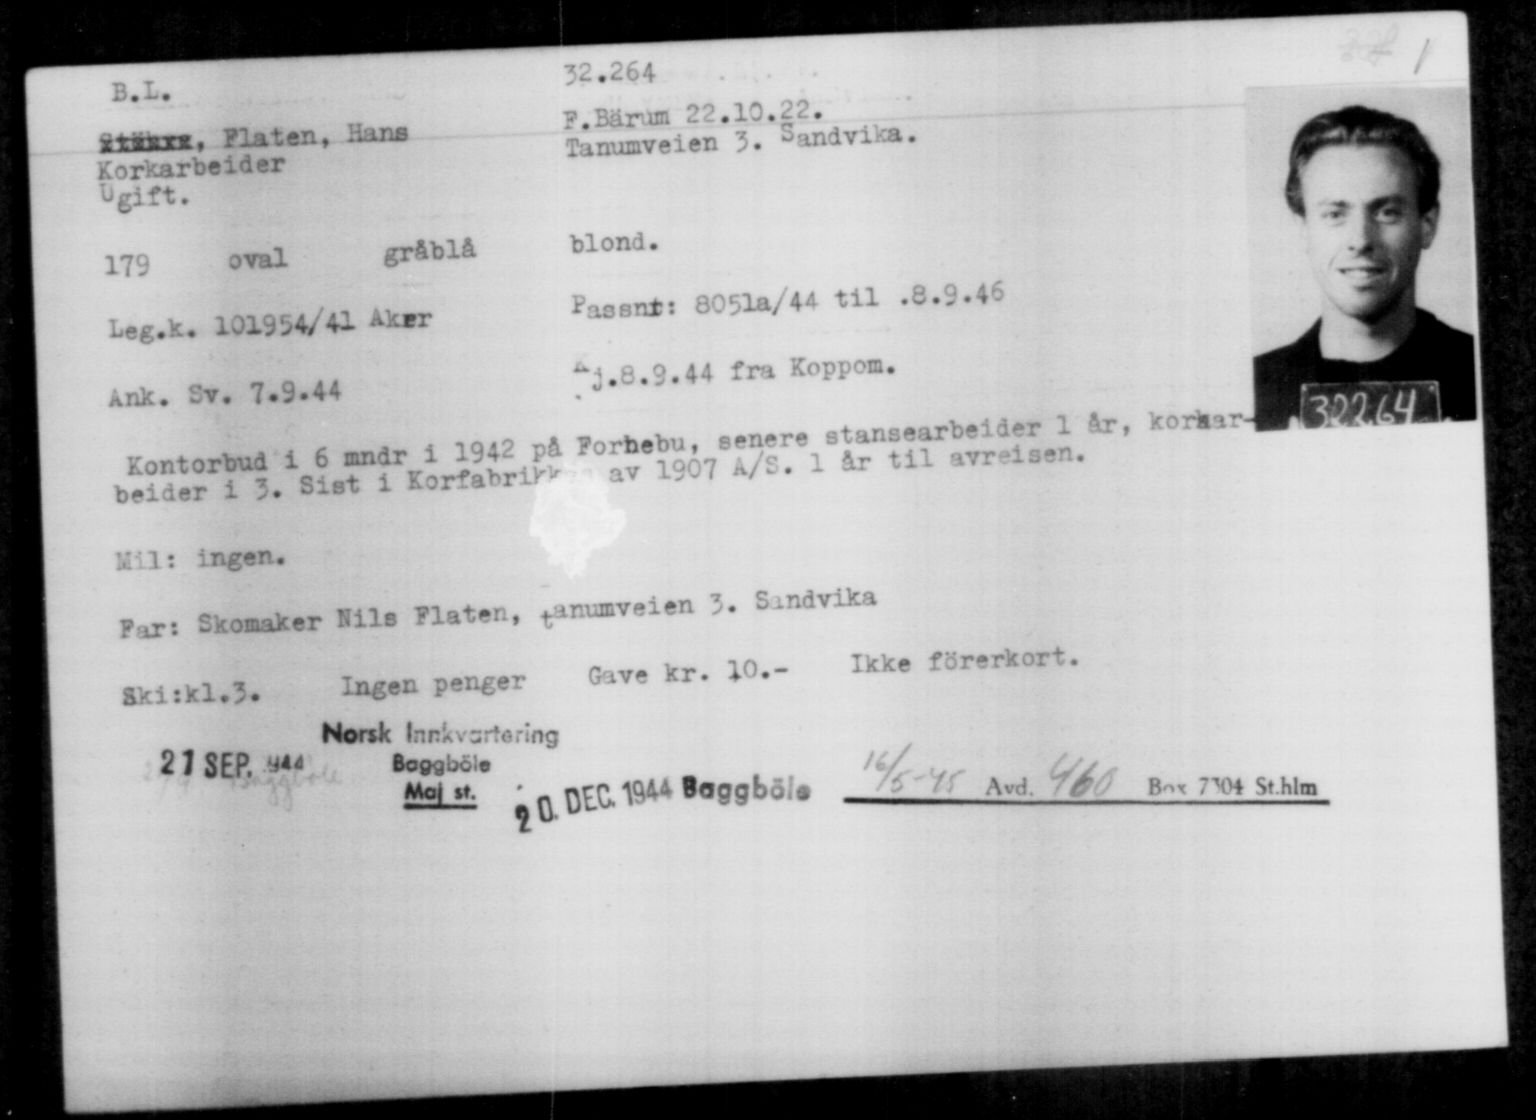 B.L.
32.264
Flaten, Hans
F.Bärum 22.10.22.
Korkarbeider
Tanumveien 3. Sandvika.
Ugift.
179 oval gråblå blond.
Leg.k. 101954/41 Aker
Passnr: 8051a/44 til .8.9.46
Ank. Sv. 7.9.44
Kj.8.9.44 fra Koppom.
Kontorbud i 6 mndr i 1942 på Fornebu, senere stansearbeider 1 år, korkar-
beider i 3. Sist i Korfabrikken av 1907 A/S. 1 år til avreisen.
Mil: ingen.
Far: Skomaker Nils Flaten, tanumveien 3. Sandvika
Ski:kl.3. Ingen penger Gave kr. 10.- Ikke förerkort.
Norsk Innkvartering
21 SEP. 944 Baggböle
Maj st.
20. DEC. 1944 Baggböle
16/5-45 Avd. 460 Box 7304 St.hlm
32264